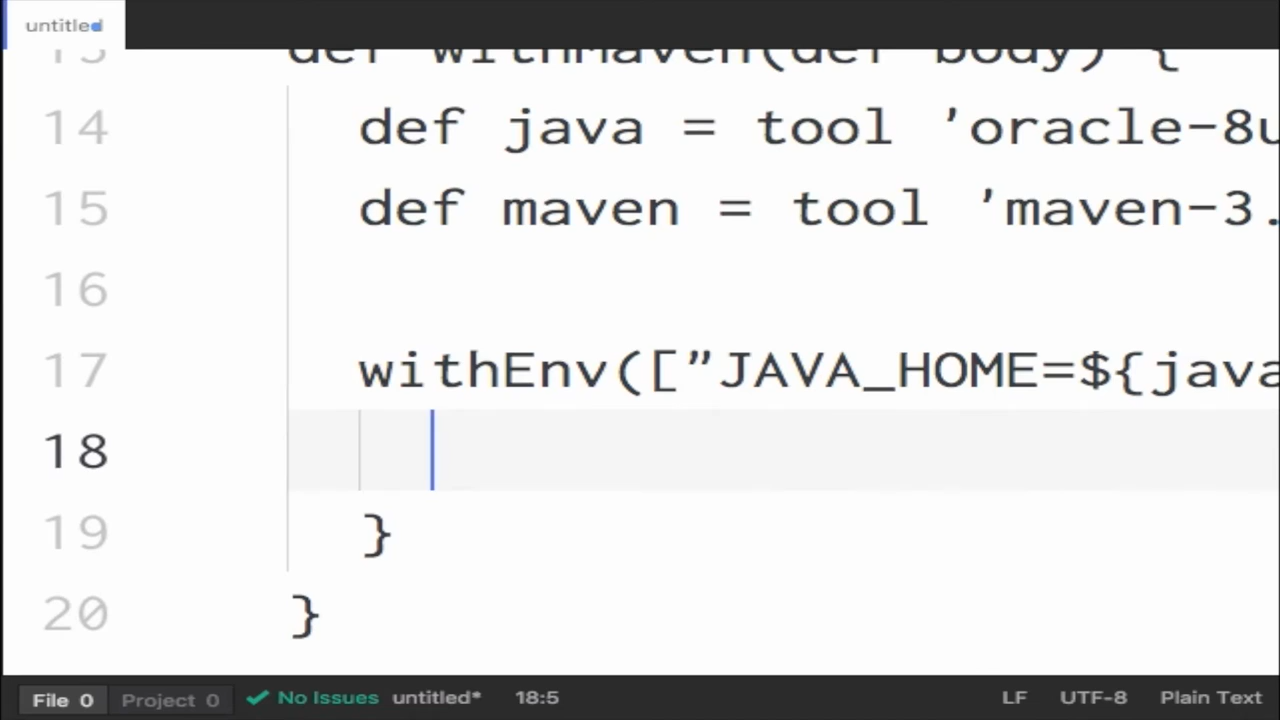 untitled
13 def withMaven(def body) {
14 def java = tool 'oracle-8u
15 def maven = tool 'maven-3.
16
17 withEnv(["JAVA_HOME=${java
18
19 }
20 }
File 0 Project 0 No Issues untitled* 18:5 LF UTF-8 Plain Text